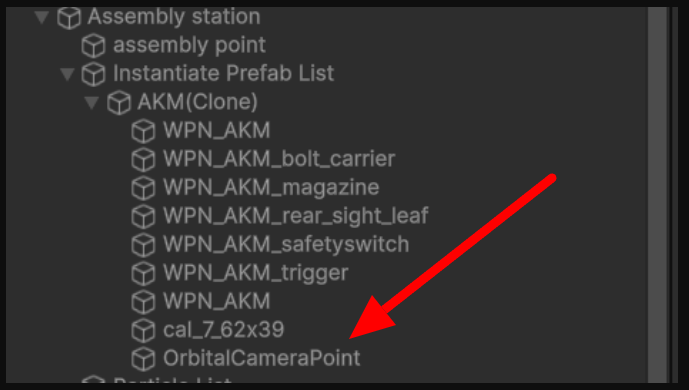 Assembly station
assembly point
Instantiate Prefab List
AKM(Clone)
WPN_AKM
WPN_AKM_bolt_carrier
WPN_AKM_magazine
WPN_AKM_rear_sight_leaf
WPN_AKM_safetyswitch
WPN_AKM_trigger
WPN_AKM
cal_7_62x39
OrbitalCameraPoint
Particle List